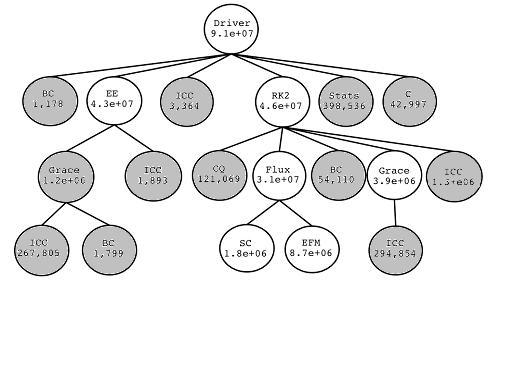 Driver
9.1e+07
BC
1,178
EE
4.3e+07
ICC
3,364
RK2
4.6e+07
Stats
398,536
C
42,997
Grace
1.2e+06
ICC
1,893
CQ
121,069
Flux
3.1e+07
BC
54,110
Grace
3.9e+06
ICC
1.3+e06
ICC
267,805
BC
1,799
SC
1.8e+06
EFM
8.7e+06
ICC
294,854